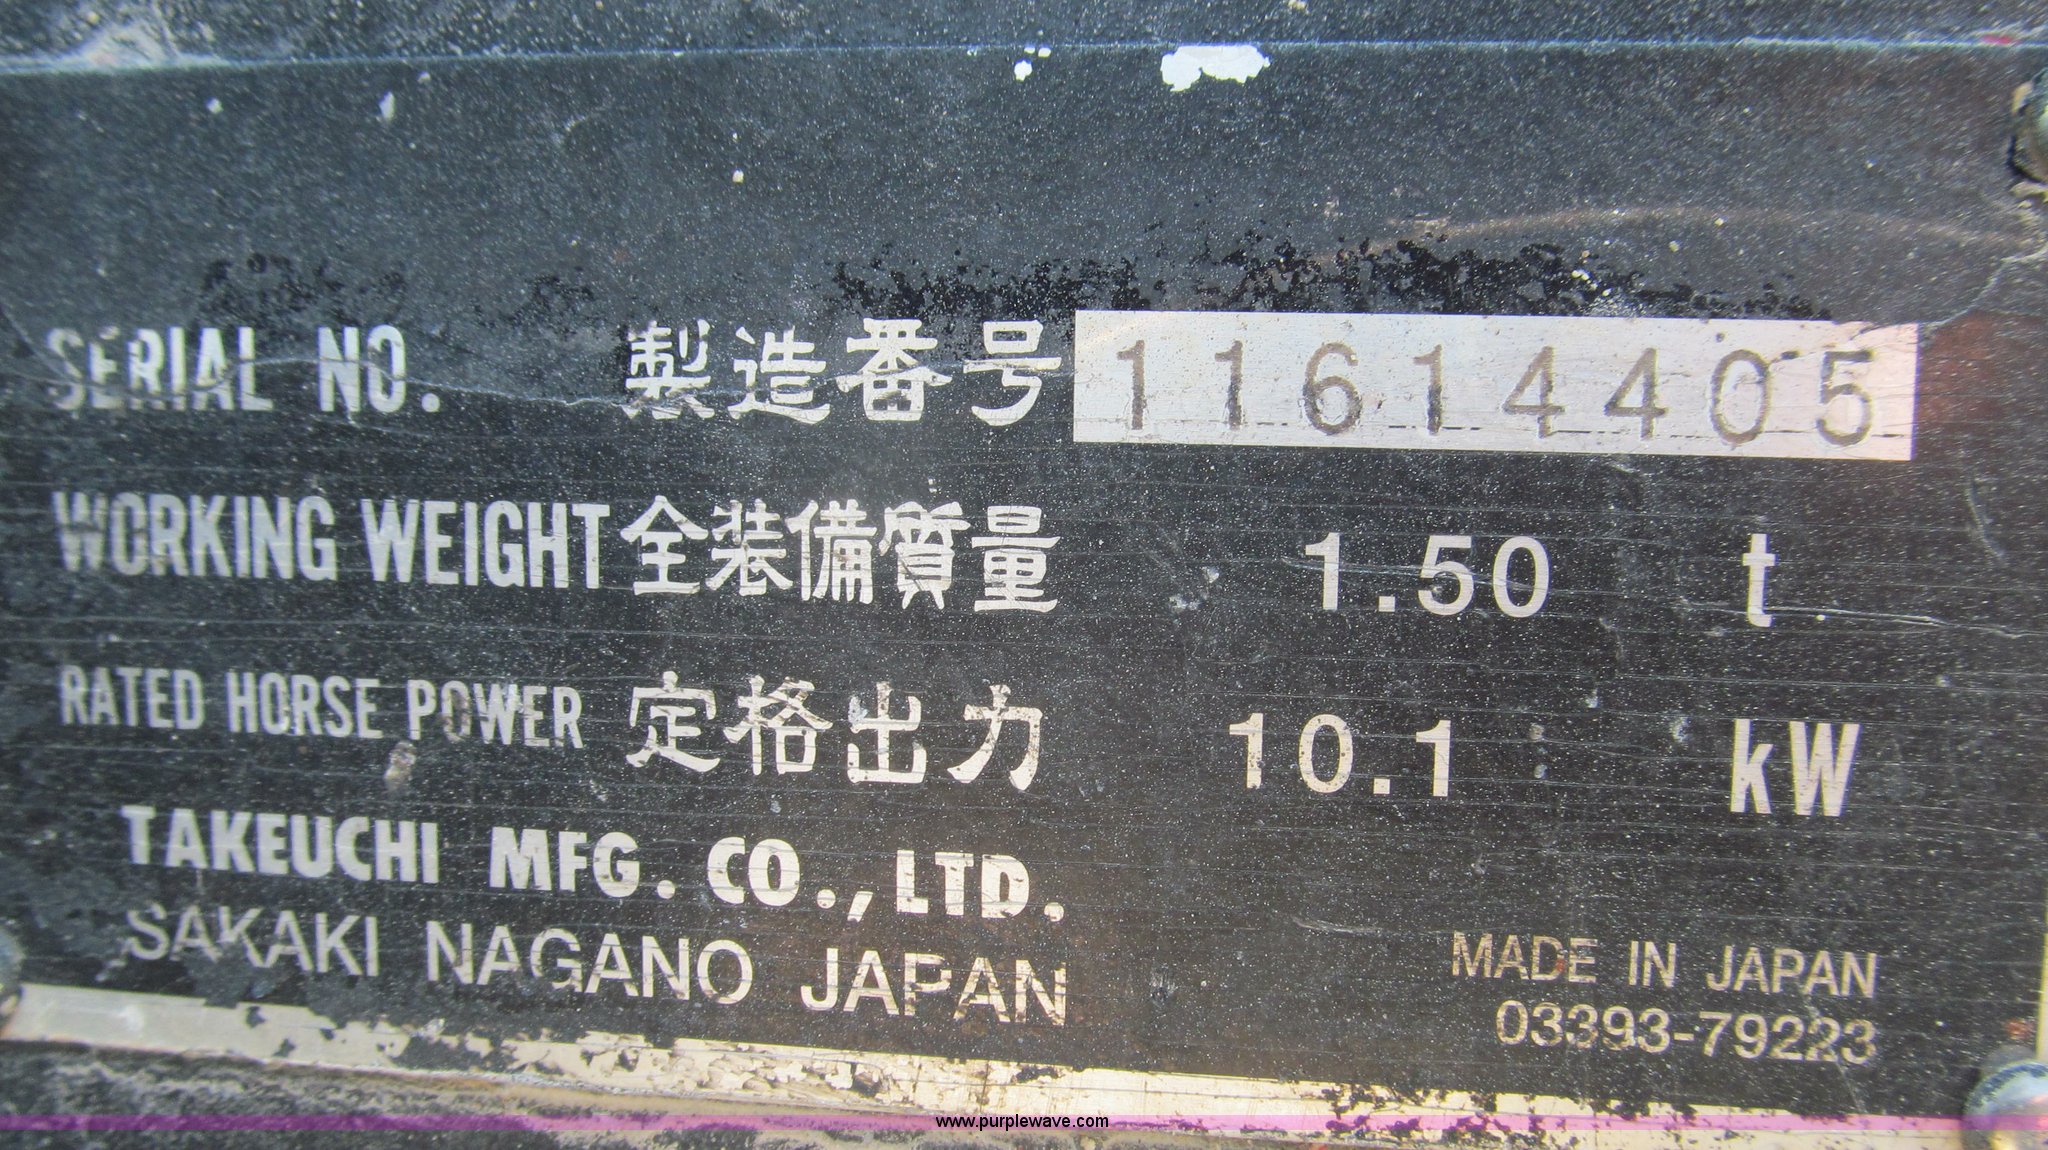 SERIAL NO. 製造番号 11614405
WORKING WEIGHT 全装備質量 1.50 t
RATED HORSE POWER 定格出力 10.1 kW
TAKEUCHI MFG. CO., LTD.
SAKAKI NAGANO JAPAN
MADE IN JAPAN
03393-79223
www.purplewave.com